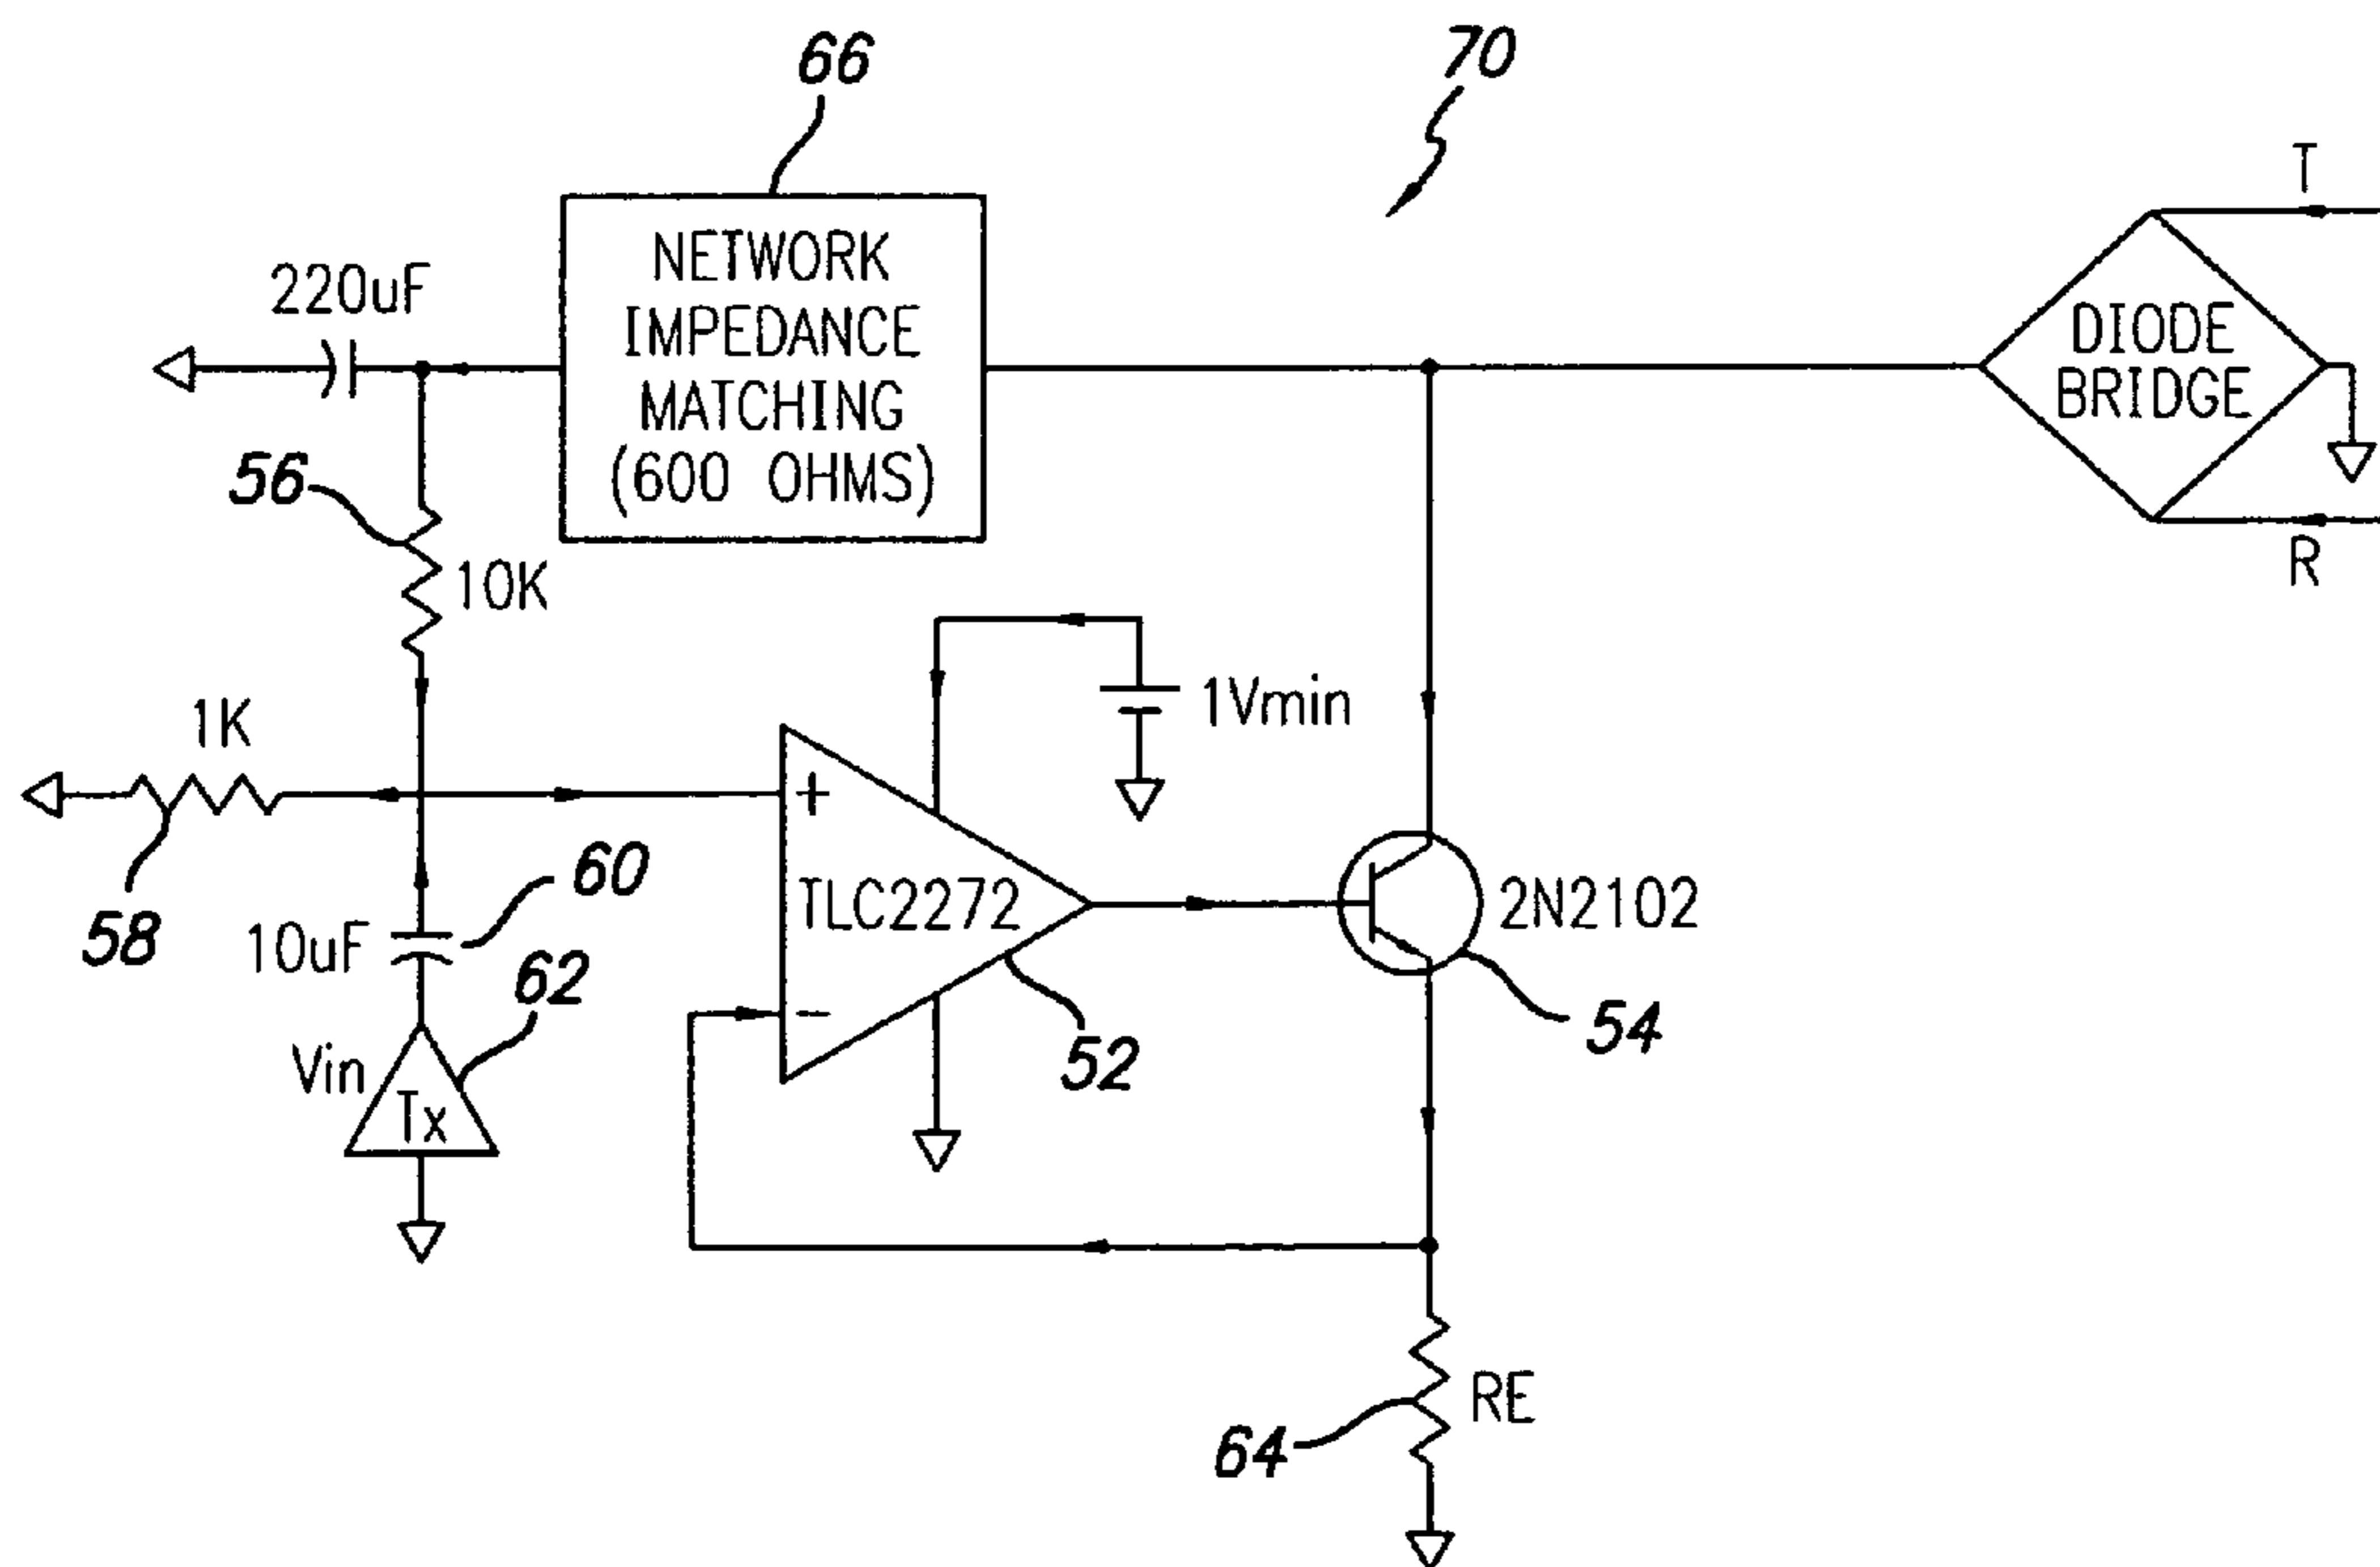 66
70
T
NETWORK
IMPEDANCE
MATCHING
(600 OHMS)
220uF
DIODE
BRIDGE
56
10K
R
1K
1Vmin
+
60
TLC2272
2N2102
58
10uF
62
-
54
52
Vin
Tx
RE
64